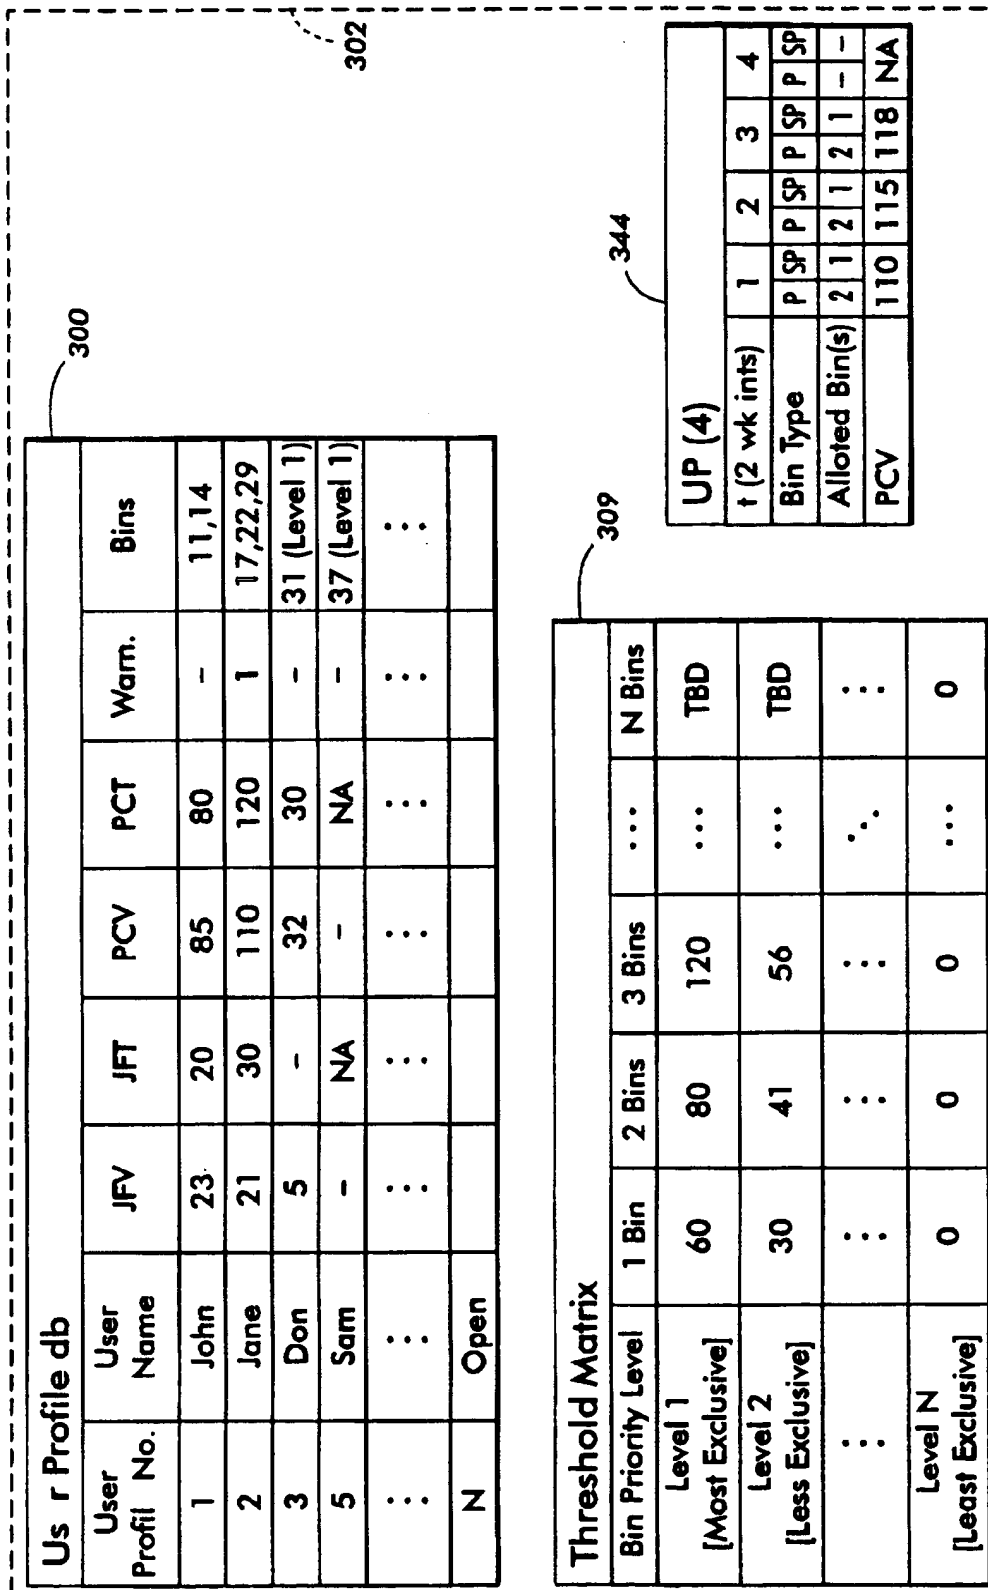 302
300
Us r Profile db
User Profil No. User Name JFV JFT PCV PCT Warn. Bins
1 John 23 20 85 80 – 11,14
2 Jane 21 30 110 120 1 17,22,29
3 Don 5 – 32 30 – 31 (Level 1)
5 Sam – NA – NA – 37 (Level 1)
⋮ ⋮ ⋮ ⋮ ⋮ ⋮ ⋮ ⋮
N Open
309
Threshold Matrix
Bin Priority Level 1 Bin 2 Bins 3 Bins ... N Bins
Level 1 [Most Exclusive] 60 80 120 ... TBD
Level 2 [Less Exclusive] 30 41 56 ... TBD
⋮ ⋮ ⋮ ⋮ ⋱ ⋮
Level N [Least Exclusive] 0 0 0 ... 0
344
UP (4)
t (2 wk ints) 1 2 3 4
Bin Type P SP P SP P SP P SP
Alloted Bin(s) 2 1 2 1 2 1 – –
PCV 110 115 118 NA